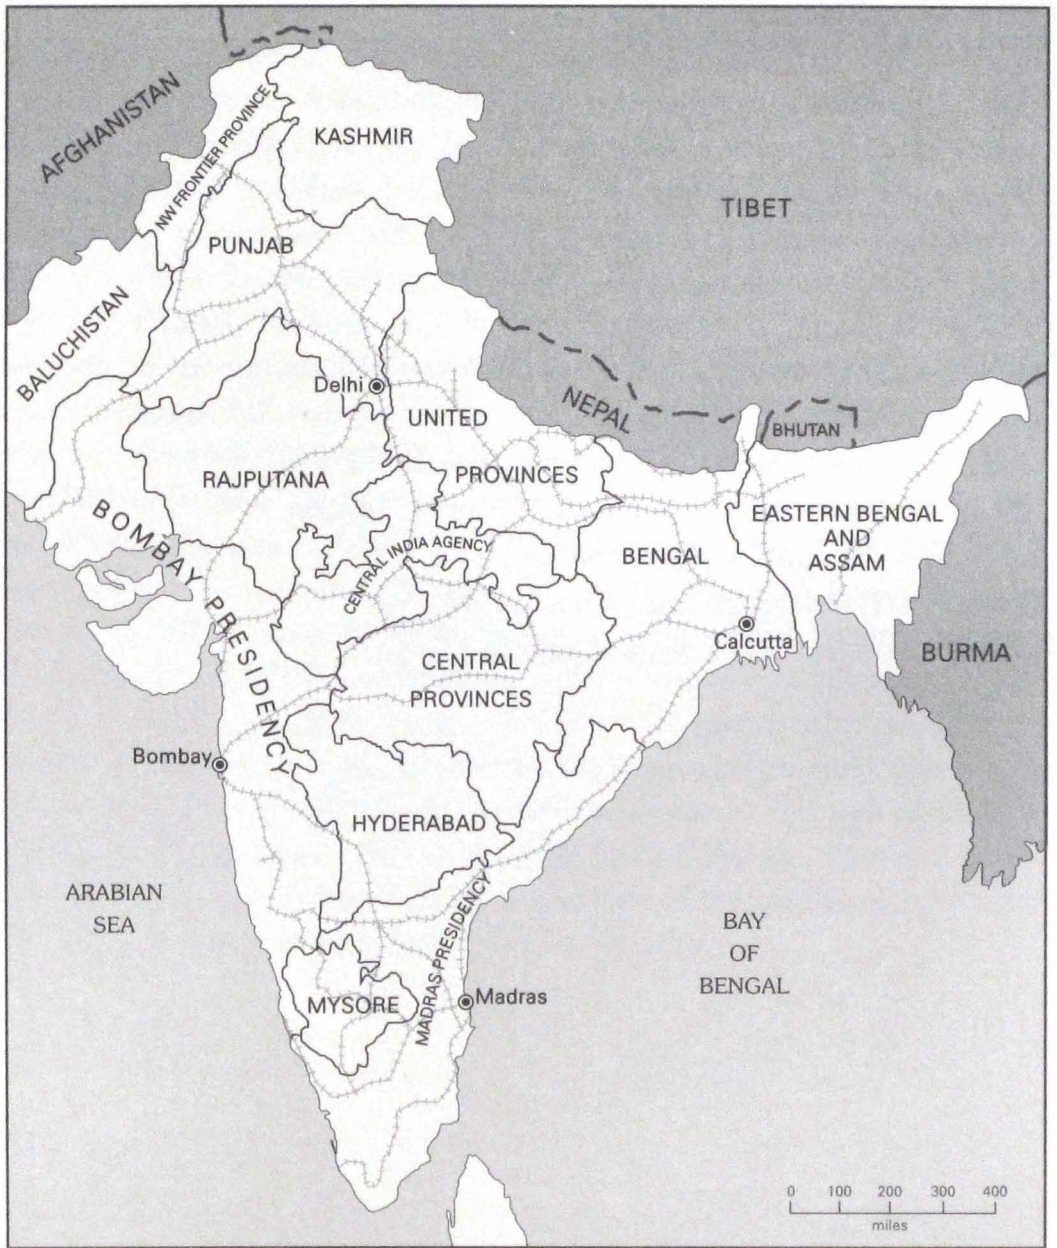 AFGHANISTAN
NW FRONTIER PROVINCE
KASHMIR
TIBET
PUNJAB
BALUCHISTAN
Delhi
NEPAL
UNITED
PROVINCES
BHUTAN
RAJPUTANA
BOMBAY PRESIDENCY
CENTRAL INDIA AGENCY
BENGAL
EASTERN BENGAL
AND
ASSAM
Calcutta
BURMA
CENTRAL
PROVINCES
Bombay
HYDERABAD
ARABIAN
SEA
MADRAS PRESIDENCY
BAY
OF
BENGAL
MYSORE
Madras
0 100 200 300 400
miles